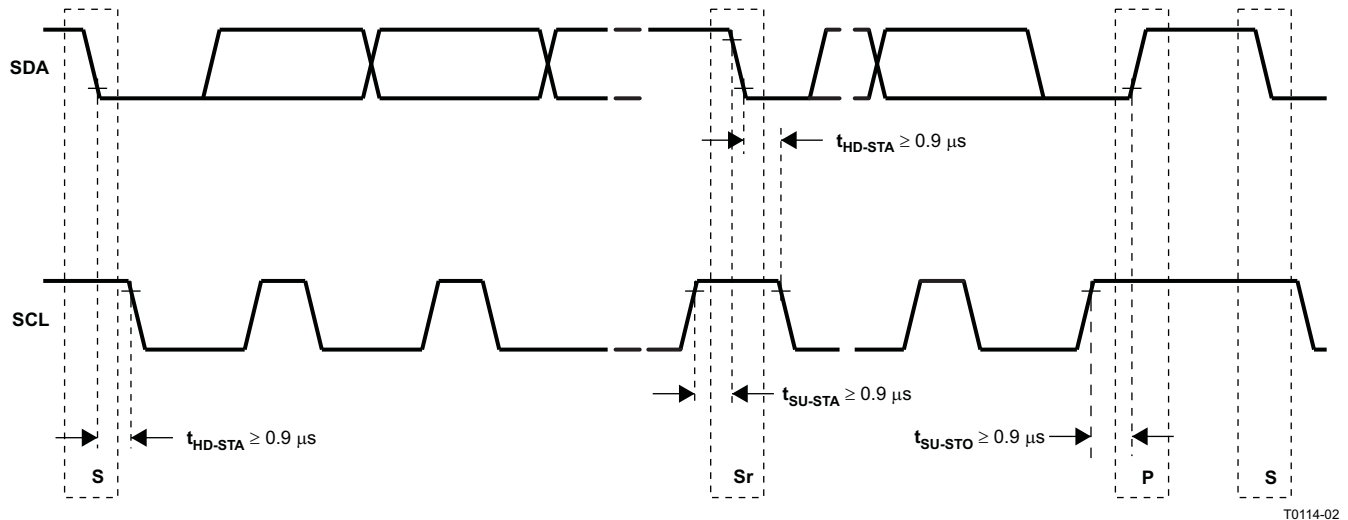 SDA
t_HD-STA ≥ 0.9 μs
SCL
t_SU-STA ≥ 0.9 μs
t_HD-STA ≥ 0.9 μs
t_SU-STO ≥ 0.9 μs
S
Sr
P
S
T0114-02